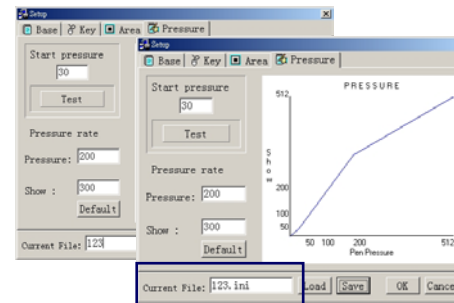 Setup
Base Key Area Pressure
Start pressure
30
Test
Pressure rate
Pressure: 200
Show : 300
Default
Current File: 123
Setup
Base Key Area Pressure
Start pressure
30
Test
Pressure rate
Pressure: 200
Show : 300
Default
PRESSURE
512
Show
200
100
50
50 100 200 512
Pen Pressure
Current File: 123.ini Load Save OK Cance